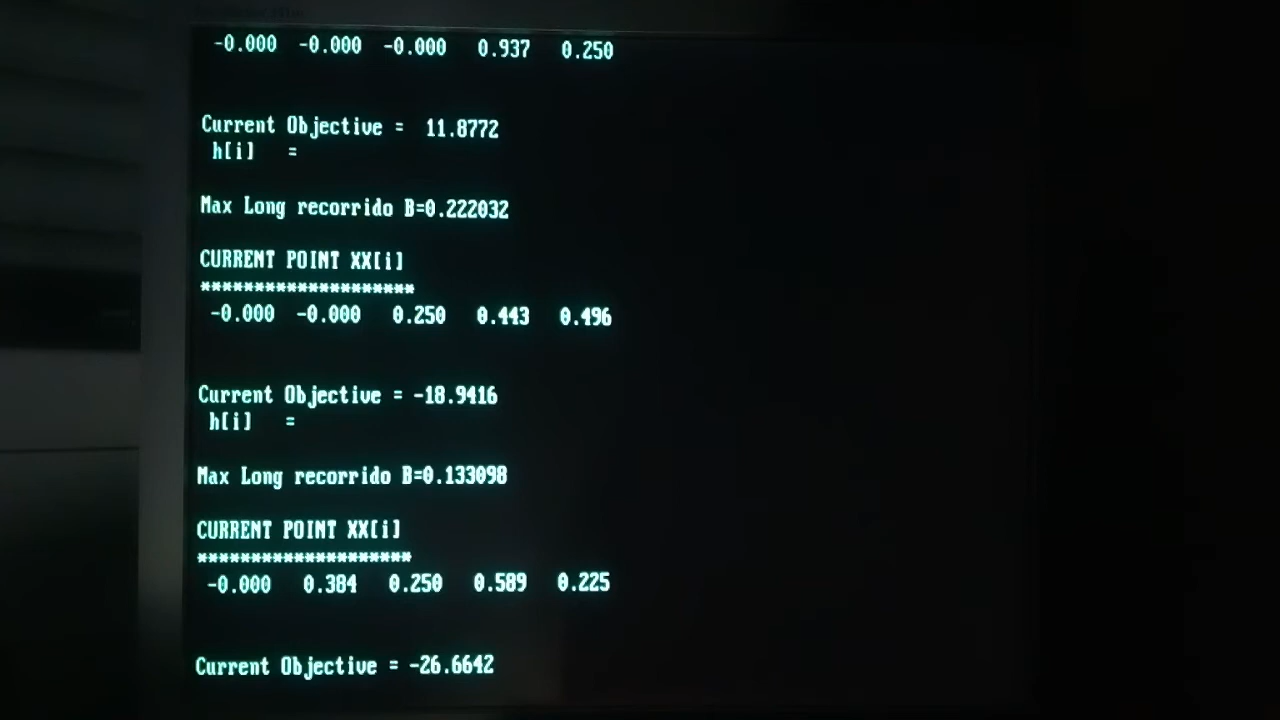 -0.000 -0.000 -0.000 0.937 0.250
Current Objective = 11.8772
h[i] =
Max Long recorrido B=0.222032
CURRENT POINT XX[i]
********************
-0.000 -0.000 0.250 0.443 0.496
Current Objective = -18.9416
h[i] =
Max Long recorrido B=0.133098
CURRENT POINT XX[i]
********************
-0.000 0.384 0.250 0.589 0.225
Current Objective = -26.6642